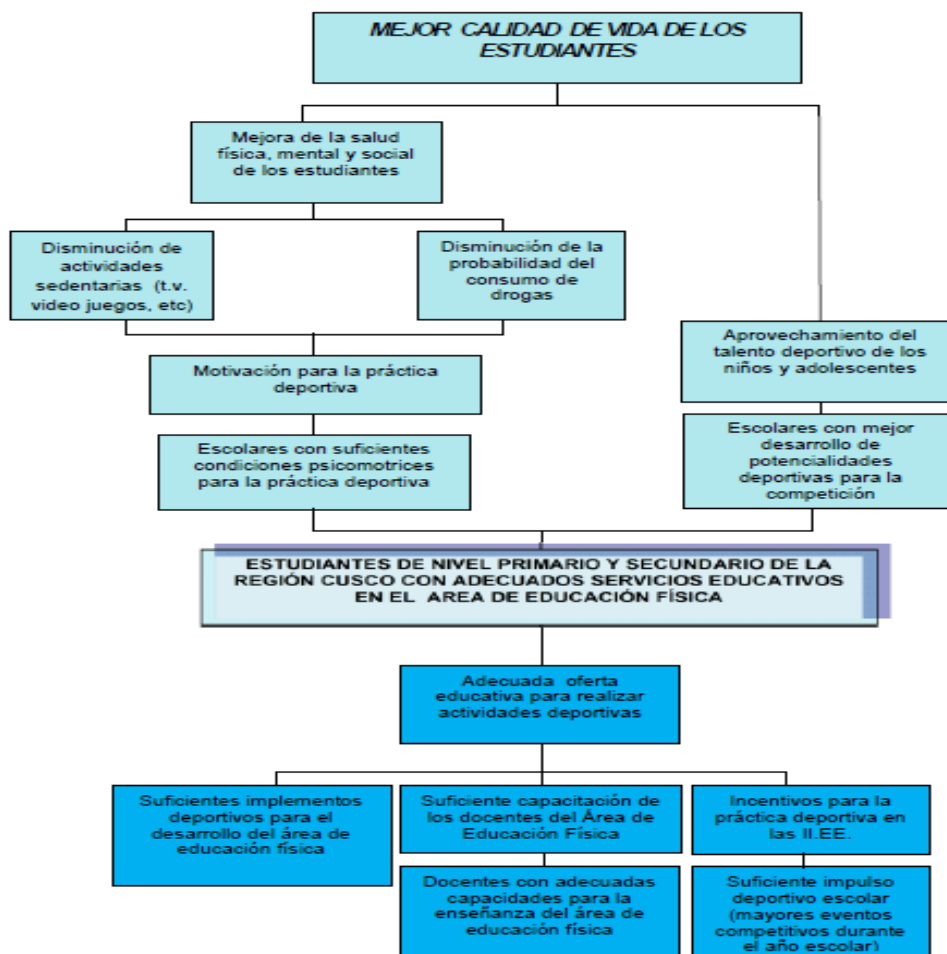 MEJOR CALIDAD DE VIDA DE LOS
ESTUDIANTES
Mejora de la salud
física, mental y social
de los estudiantes
Disminución de
actividades
sedentarias (t.v.
video juegos, etc)
Disminución de la
probabilidad del
consumo de
drogas
Aprovechamiento del
talento deportivo de los
niños y adolescentes
Motivación para la práctica
deportiva
Escolares con mejor
desarrollo de
potencialidades
deportivas para la
competición
Escolares con suficientes
condiciones psicomotrices
para la práctica deportiva
ESTUDIANTES DE NIVEL PRIMARIO Y SECUNDARIO DE LA
REGIÓN CUSCO CON ADECUADOS SERVICIOS EDUCATIVOS
EN EL AREA DE EDUCACIÓN FÍSICA
Adecuada oferta
educativa para realizar
actividades deportivas
Suficientes implementos
deportivos para el
desarrollo del área de
educación física
Suficiente capacitación de
los docentes del Área de
Educación Física
Incentivos para la
práctica deportiva en
las II.EE.
Docentes con adecuadas
capacidades para la
enseñanza del área de
educación física
Suficiente impulso
deportivo escolar
(mayores eventos
competitivos durante
el año escolar)